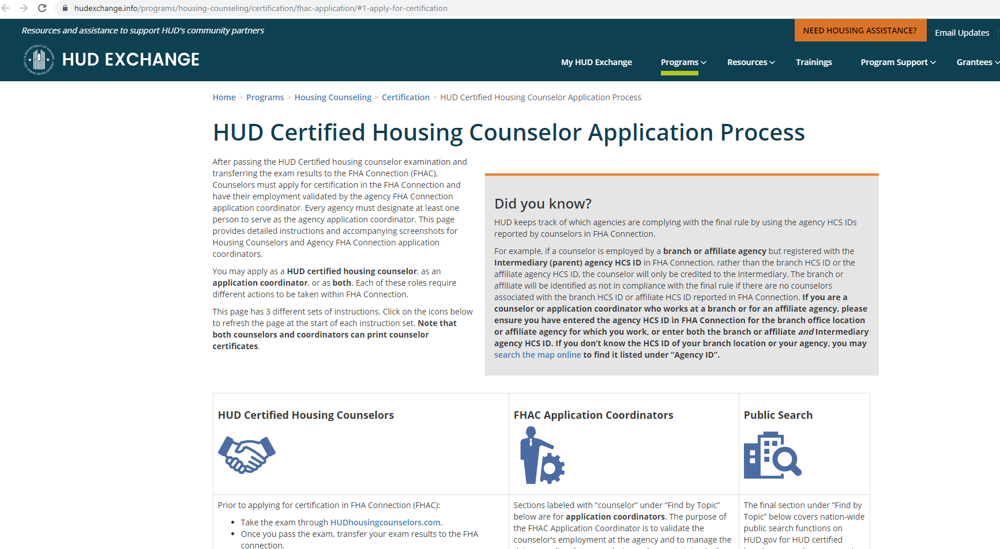 hudexchange.info/programs/housing-counseling/certification/fhac-application/#1-apply-for-certification
Resources and assistance to support HUD's community partners
NEED HOUSING ASSISTANCE?
Email Updates
HUD EXCHANGE
My HUD Exchange
Programs
Resources
Trainings
Program Support
Grantees
Home > Programs > Housing Counseling > Certification > HUD Certified Housing Counselor Application Process
HUD Certified Housing Counselor Application Process
After passing the HUD Certified housing counselor examination and
transferring the exam results to the FHA Connection (FHAC),
Counselors must apply for certification in the FHA Connection and
have their employment validated by the agency FHA Connection
application coordinator. Every agency must designate at least one
person to serve as the agency application coordinator. This page
provides detailed instructions and accompanying screenshots for
Housing Counselors and Agency FHA Connection application
coordinators.
You may apply as a HUD certified housing counselor, as an
application coordinator, or as both. Each of these roles require
different actions to be taken within FHA Connection.
This page has 3 different sets of instructions. Click on the icons below
to refresh the page at the start of each instruction set. Note that
both counselors and coordinators can print counselor
certificates.
Did you know?
HUD keeps track of which agencies are complying with the final rule by using the agency HCS IDs
reported by counselors in FHA Connection.
For example, if a counselor is employed by a branch or affiliate agency but registered with the
Intermediary (parent) agency HCS ID in FHA Connection, rather than the branch HCS ID or the
affiliate agency HCS ID, the counselor will only be credited to the Intermediary. The branch or
affiliate will be identified as not in compliance with the final rule if there are no counselors
associated with the branch HCS ID or affiliate HCS ID reported in FHA Connection. If you are a
counselor or application coordinator who works at a branch or for an affiliate agency, please
ensure you have entered the agency HCS ID in FHA Connection for the branch office location
or affiliate agency for which you work, or enter both the branch or affiliate and Intermediary
agency HCS ID. If you don’t know the HCS ID of your branch location or your agency, you may
search the map online to find it listed under “Agency ID”.
HUD Certified Housing Counselors
Prior to applying for certification in FHA Connection (FHAC):
• Take the exam through HUDhousingcounselors.com.
• Once you pass the exam, transfer your exam results to the FHA
connection.
FHAC Application Coordinators
Sections labeled with “counselor” under “Find by Topic”
below are for application coordinators. The purpose of
the FHAC Application Coordinator is to validate the
counselor’s employment at the agency and to manage the
Public Search
The final section under “Find by
Topic” below covers nation-wide
public search functions on
HUD.gov for HUD certified